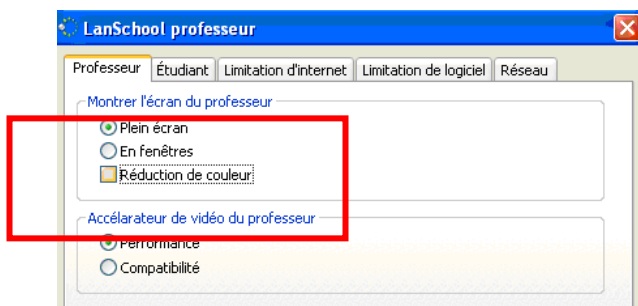 LanSchool professeur
Professeur Étudiant Limitation d'internet Limitation de logiciel Réseau
Montrer l'écran du professeur
Plein écran
En fenêtres
Réduction de couleur
Accélarateur de vidéo du professeur
Performance
Compatibilité